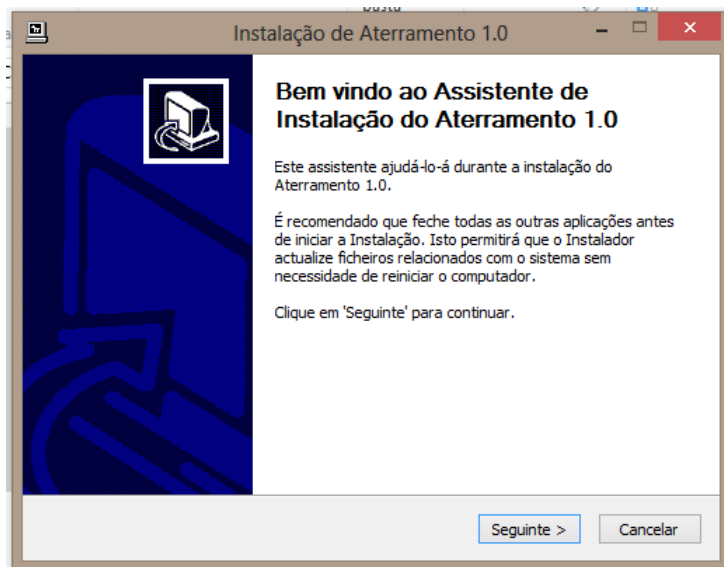 Instalação de Aterramento 1.0
Bem vindo ao Assistente de
Instalação do Aterramento 1.0
Este assistente ajudá-lo-á durante a instalação do
Aterramento 1.0.
É recomendado que feche todas as outras aplicações antes
de iniciar a Instalação. Isto permitirá que o Instalador
actualize ficheiros relacionados com o sistema sem
necessidade de reiniciar o computador.
Clique em 'Seguinte' para continuar.
Seguinte >
Cancelar